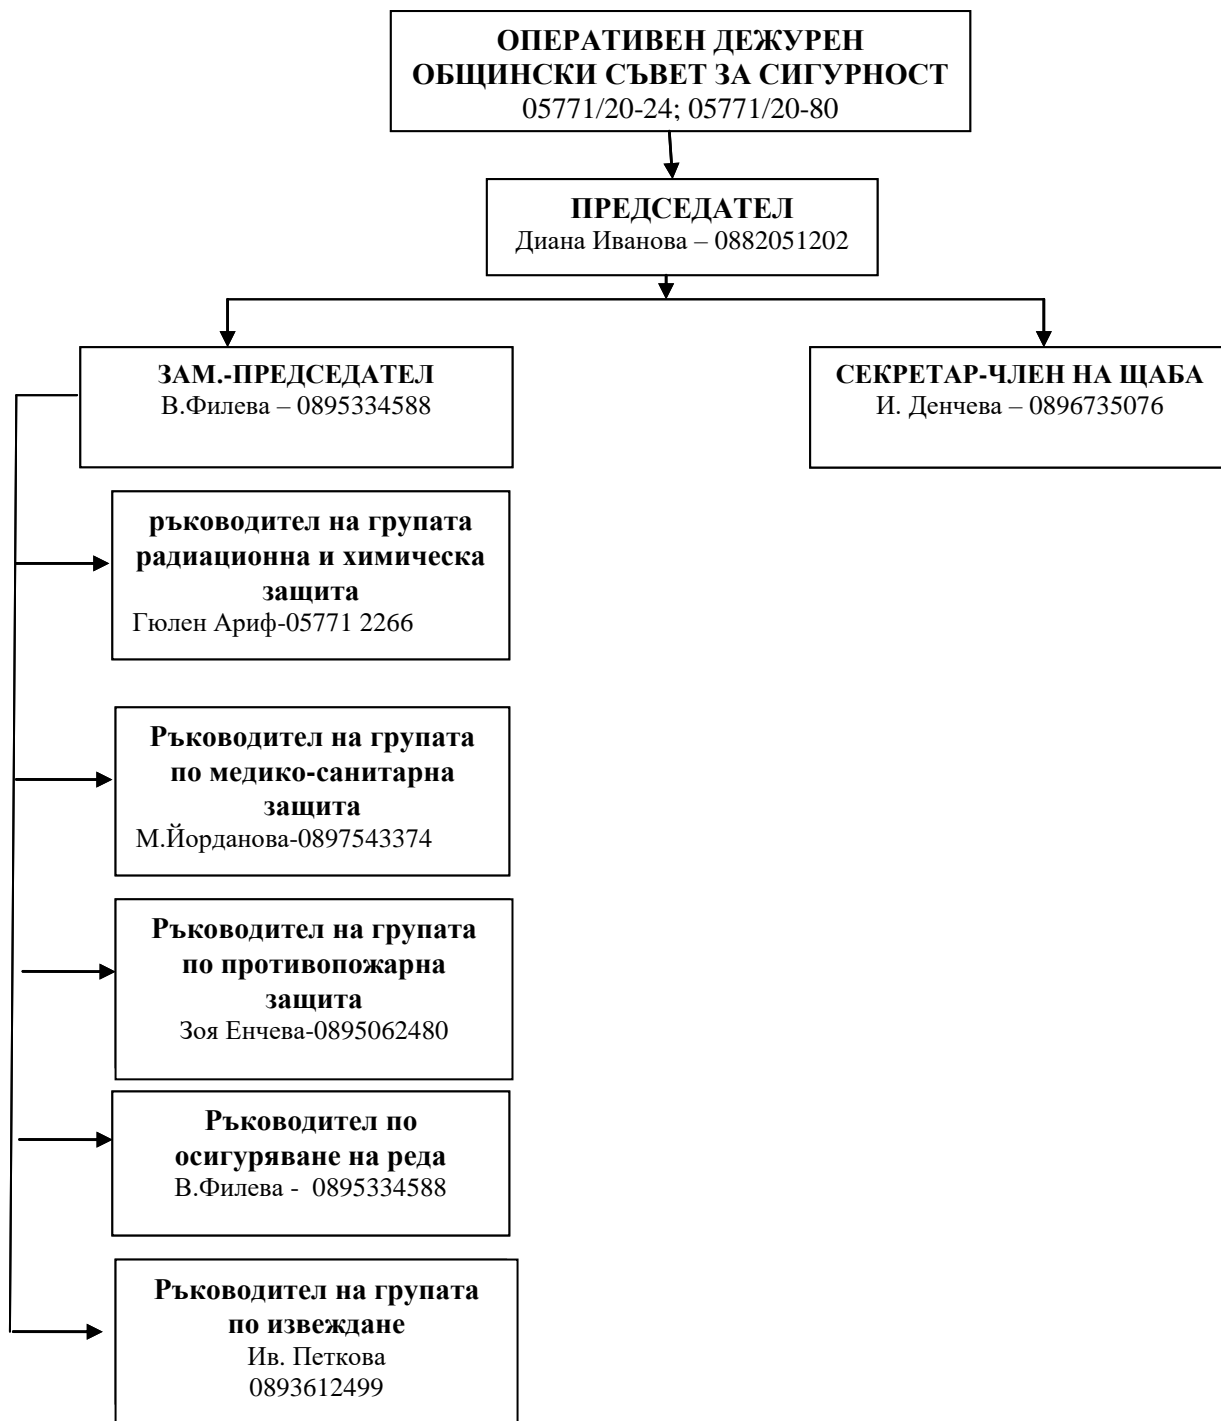 ОПЕРАТИВЕН ДЕЖУРЕН
ОБЩИНСКИ СЪВЕТ ЗА СИГУРНОСТ
05771/20-24; 05771/20-80
ПРЕДСЕДАТЕЛ
Диана Иванова – 0882051202
ЗАМ.-ПРЕДСЕДАТЕЛ
В.Филева – 0895334588
СЕКРЕТАР-ЧЛЕН НА ЩАБА
И. Денчева – 0896735076
ръководител на групата
радиационна и химическа
защита
Гюлен Ариф-05771 2266
Ръководител на групата
по медико-санитарна
защита
М.Йорданова-0897543374
Ръководител на групата
по противопожарна
защита
Зоя Енчева-0895062480
Ръководител по
осигуряване на реда
В.Филева -  0895334588
Ръководител на групата
по извеждане
Ив. Петкова
0893612499